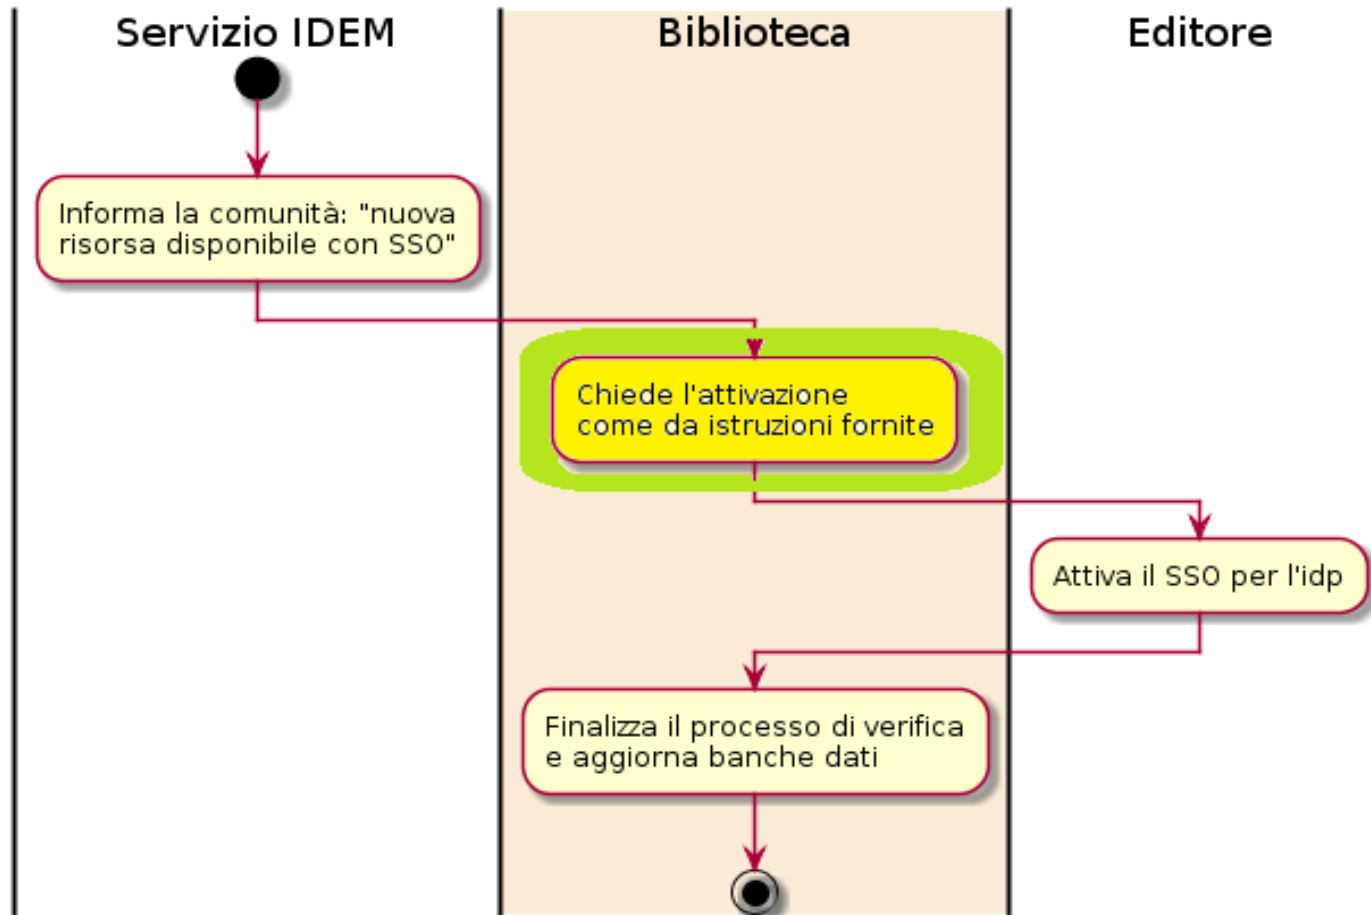 Servizio IDEM
Biblioteca
Editore
Informa la comunità: "nuova
risorsa disponibile con SSO"
Chiede l'attivazione
come da istruzioni fornite
Attiva il SSO per l'idp
Finalizza il processo di verifica
e aggiorna banche dati